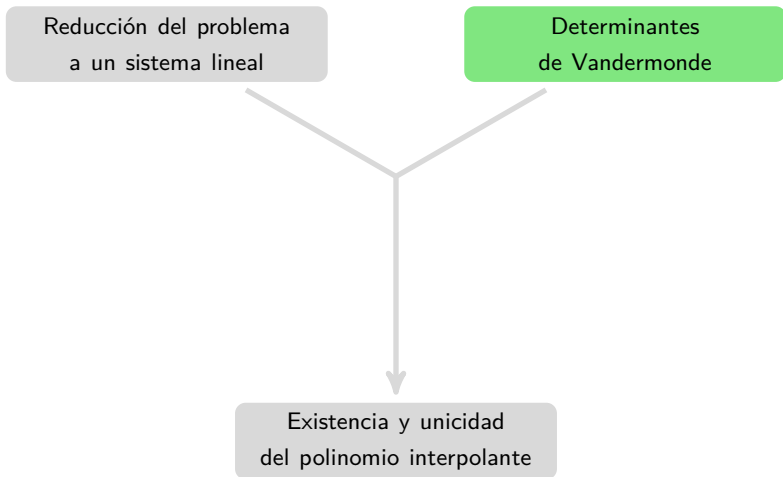 Reducción del problema
a un sistema lineal
Determinantes
de Vandermonde
Existencia y unicidad
del polinomio interpolante